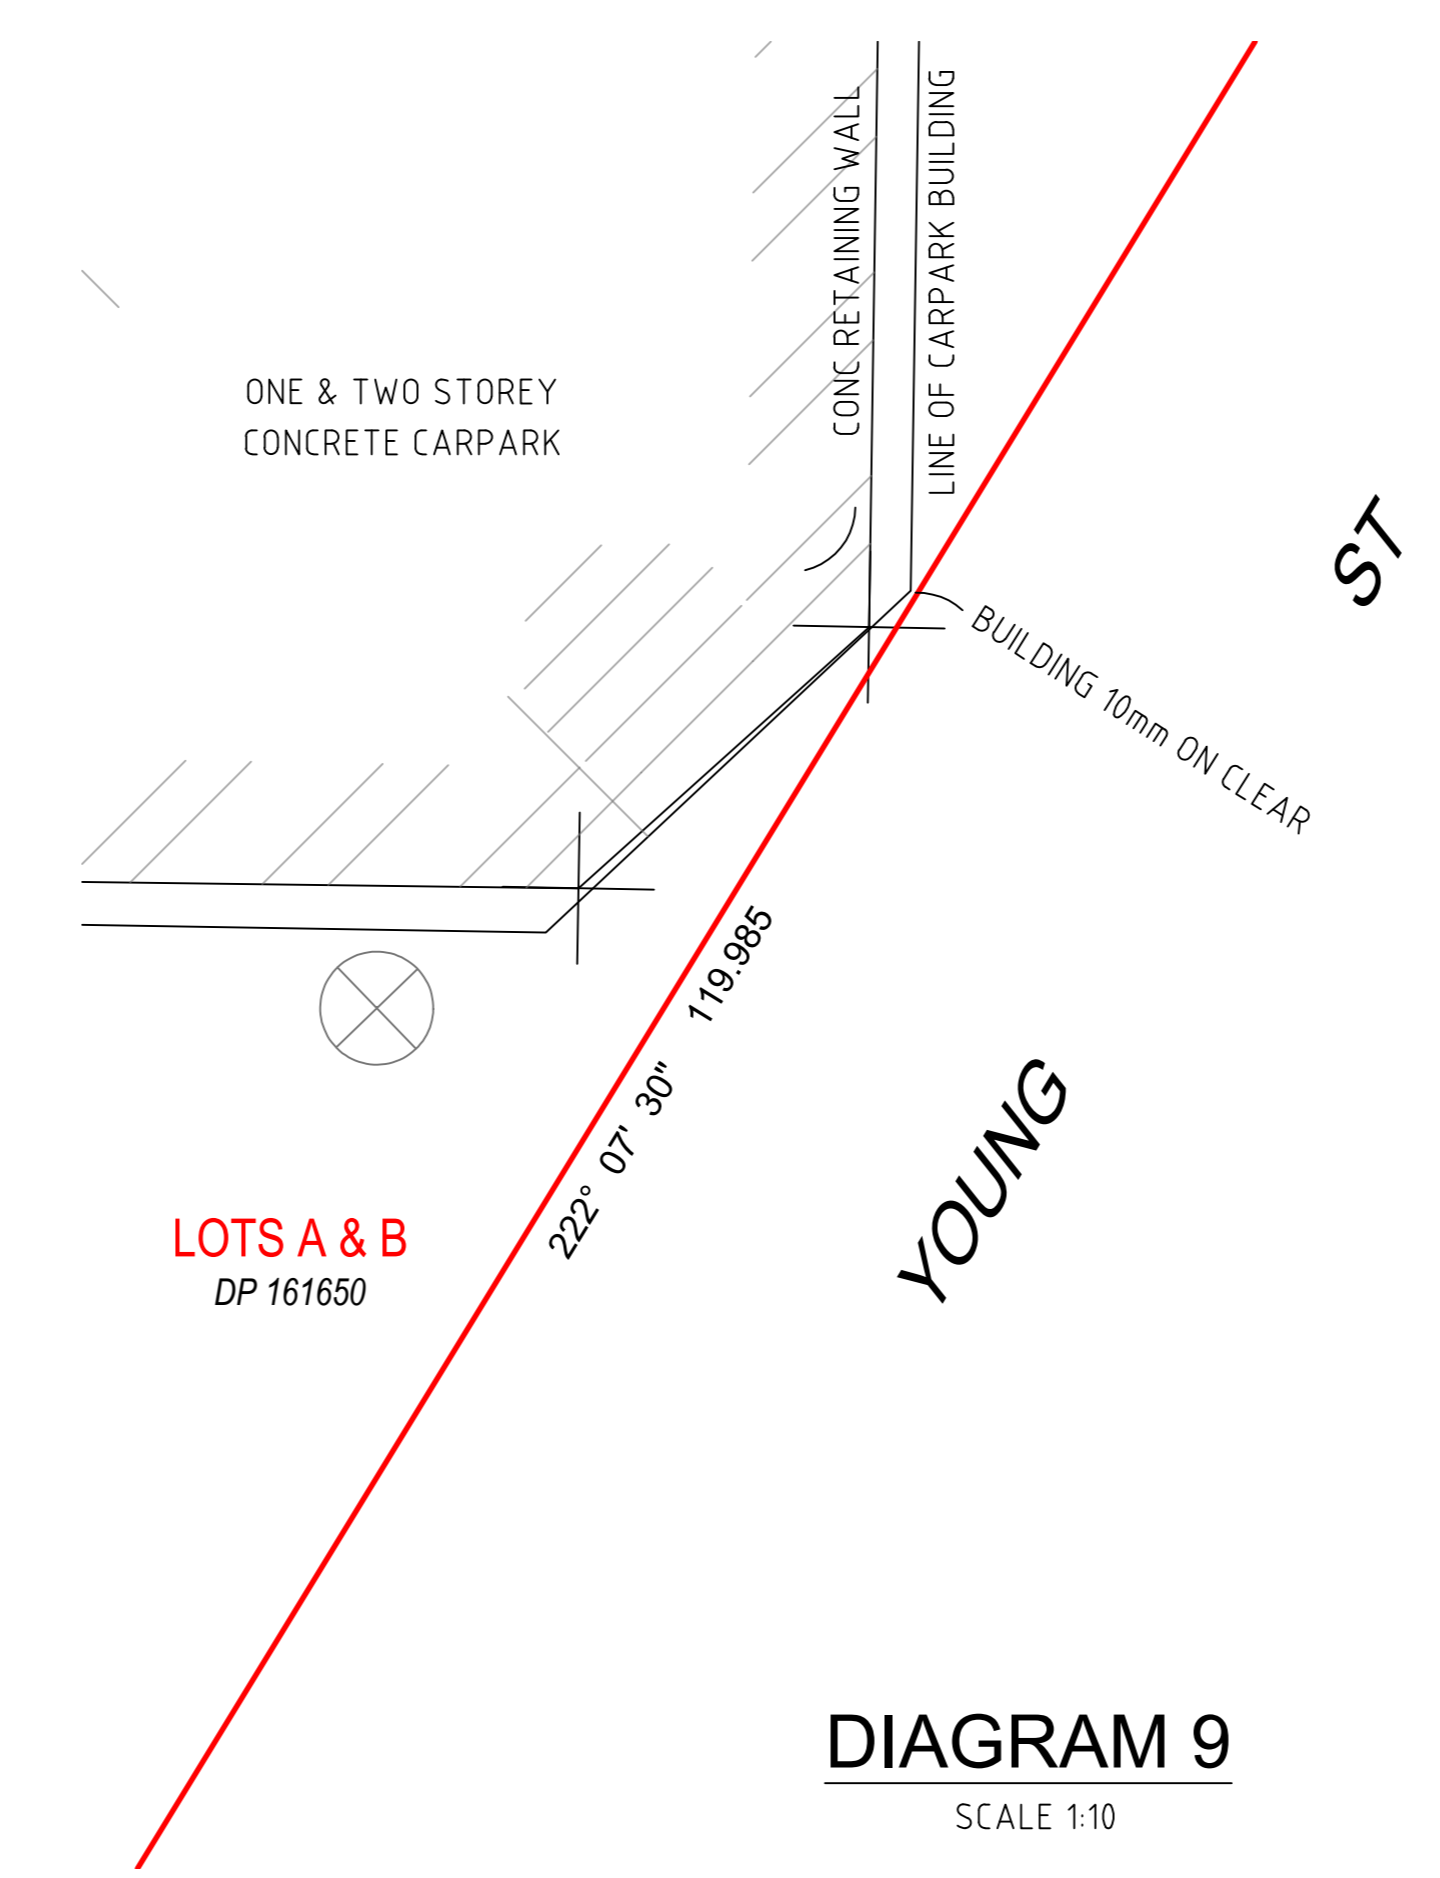 CONC RETAINING WALL
LINE OF CARPARK BUILDING
ONE & TWO STOREY
CONCRETE CARPARK
BUILDING 10mm ON CLEAR
222° 07' 30" 119.985
LOTS A & B
DP 161650
YOUNG ST
DIAGRAM 9
SCALE 1:10